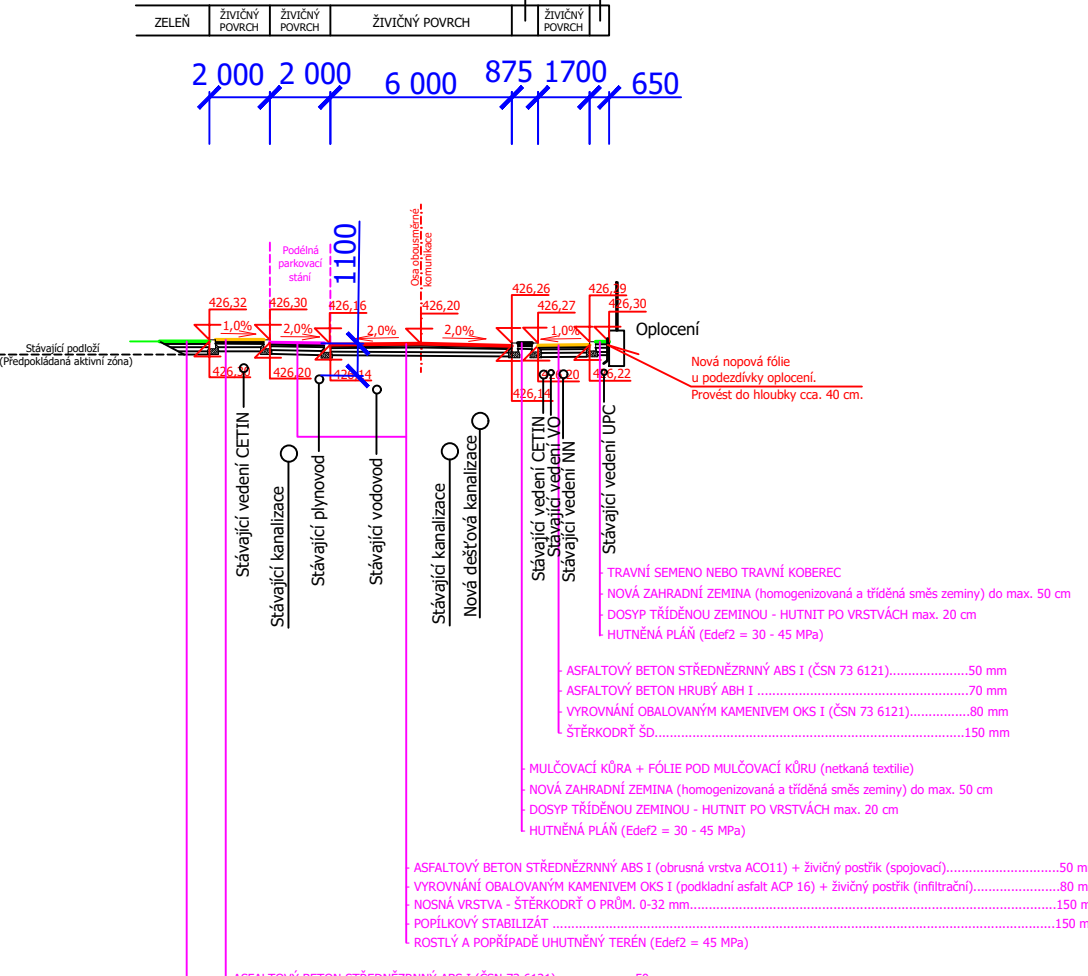 ZELEŇ
ŽIVIČNÝ
POVRCH
ŽIVIČNÝ
POVRCH
ŽIVIČNÝ POVRCH
ŽIVIČNÝ
POVRCH
2 000
2 000
6 000
875
1700
650
Podélná
parkovací
stání
1100
Osa obousměrné
komunikace
426,32
426,30
426,16
426,20
426,26
426,27
426,30
1,0%
2,0%
2,0%
2,0%
1,0%
Oplocení
Stávající podloží
(Předpokládaná aktivní zóna)
426,20
426,14
426,22
Nová nopová fólie
u podezdívky oplocení.
Provést do hloubky cca. 40 cm.
Stávající vedení CETIN
Stávající kanalizace
Stávající plynovod
Stávající vodovod
Stávající kanalizace
Nová dešťová kanalizace
Stávající vedení CETIN
Stávající vedení VO
Stávající vedení NN
Stávající vedení UPC
TRAVNÍ SEMENO NEBO TRAVNÍ KOBEREC
NOVÁ ZAHRADNÍ ZEMINA (homogenizovaná a tříděná směs zeminy) do max. 50 cm
DOSYP TŘÍDĚNOU ZEMINOU - HUTNIT PO VRSTVÁCH max. 20 cm
HUTNĚNÁ PLÁŇ (Edef2 = 30 - 45 MPa)
ASFALTOVÝ BETON STŘEDNĚZRNNÝ ABS I (ČSN 73 6121)....................50 mm
ASFALTOVÝ BETON HRUBÝ ABH I ......................................................70 mm
VYROVNÁNÍ OBALOVANÝM KAMENIVEM OKS I (ČSN 73 6121)...............80 mm
ŠTĚRKODRŤ ŠD...............................................................................150 mm
MULČOVACÍ KŮRA + FÓLIE POD MULČOVACÍ KŮRU (netkaná textilie)
NOVÁ ZAHRADNÍ ZEMINA (homogenizovaná a tříděná směs zeminy) do max. 50 cm
DOSYP TŘÍDĚNOU ZEMINOU - HUTNIT PO VRSTVÁCH max. 20 cm
HUTNĚNÁ PLÁŇ (Edef2 = 30 - 45 MPa)
ASFALTOVÝ BETON STŘEDNĚZRNNÝ ABS I (obrusná vrstva ACO11) + živičný postřik (spojovací)............................50 m
VYROVNÁNÍ OBALOVANÝM KAMENIVEM OKS I (podkladní asfalt ACP 16) + živičný postřik (infiltrační).....................80 m
NOSNÁ VRSTVA - ŠTĚRKODRŤ O PRŮM. 0-32 mm............................................................................................150 m
POPÍLKOVÝ STABILIZÁT ..............................................................................................................................150 m
ROSTLÝ A POPŘÍPADĚ UHUTNĚNÝ TERÉN (Edef2 = 45 MPa)
ASFALTOVÝ BETON STŘEDNĚZRNNÝ ABS I (ČSN 73 6121)....................50